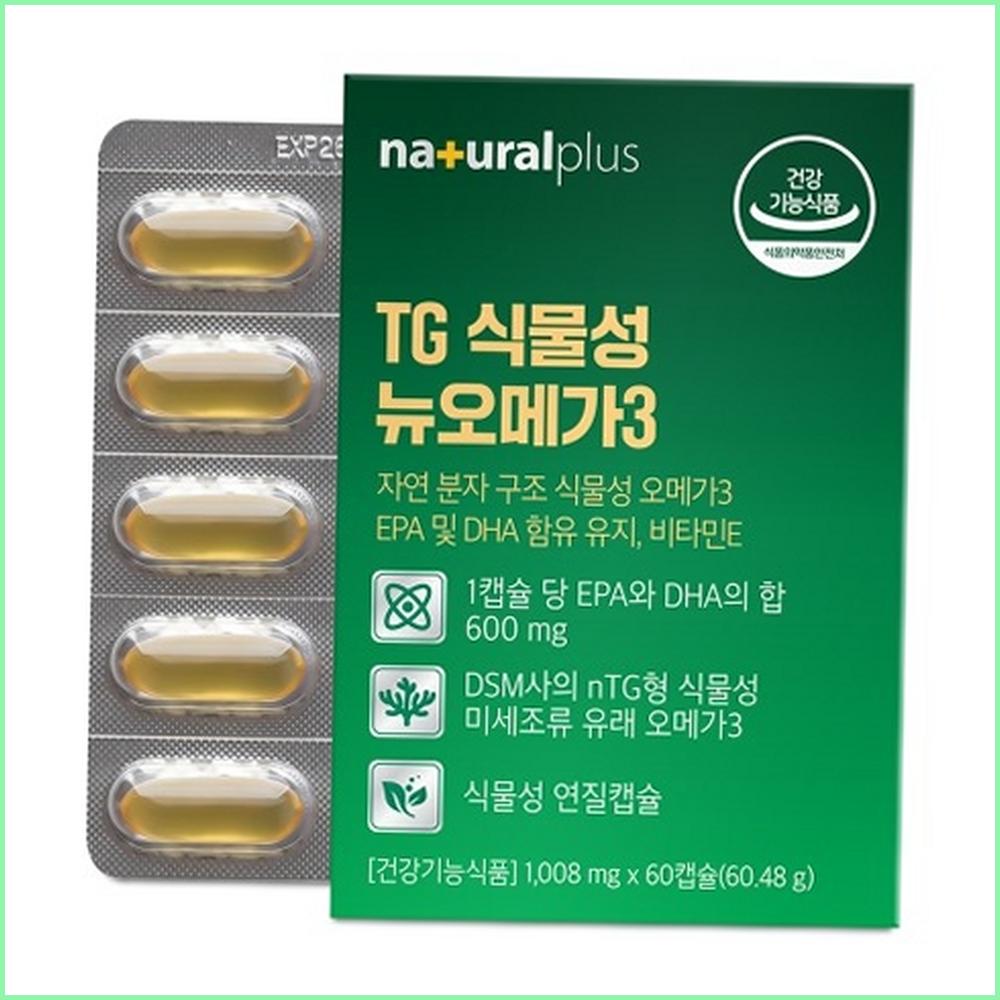 EXP26
na+uralplus
건강
기능식품
식품의약품안전처
TG 식물성
뉴오메가3
자연 분자 구조 식물성 오메가3
EPA 및 DHA 함유 유지, 비타민E
1캡슐 당 EPA와 DHA의 합
600 mg
DSM사의 nTG형 식물성
미세조류 유래 오메가3
식물성 연질캡슐
[건강기능식품] 1,008 mg x 60캡슐(60.48 g)